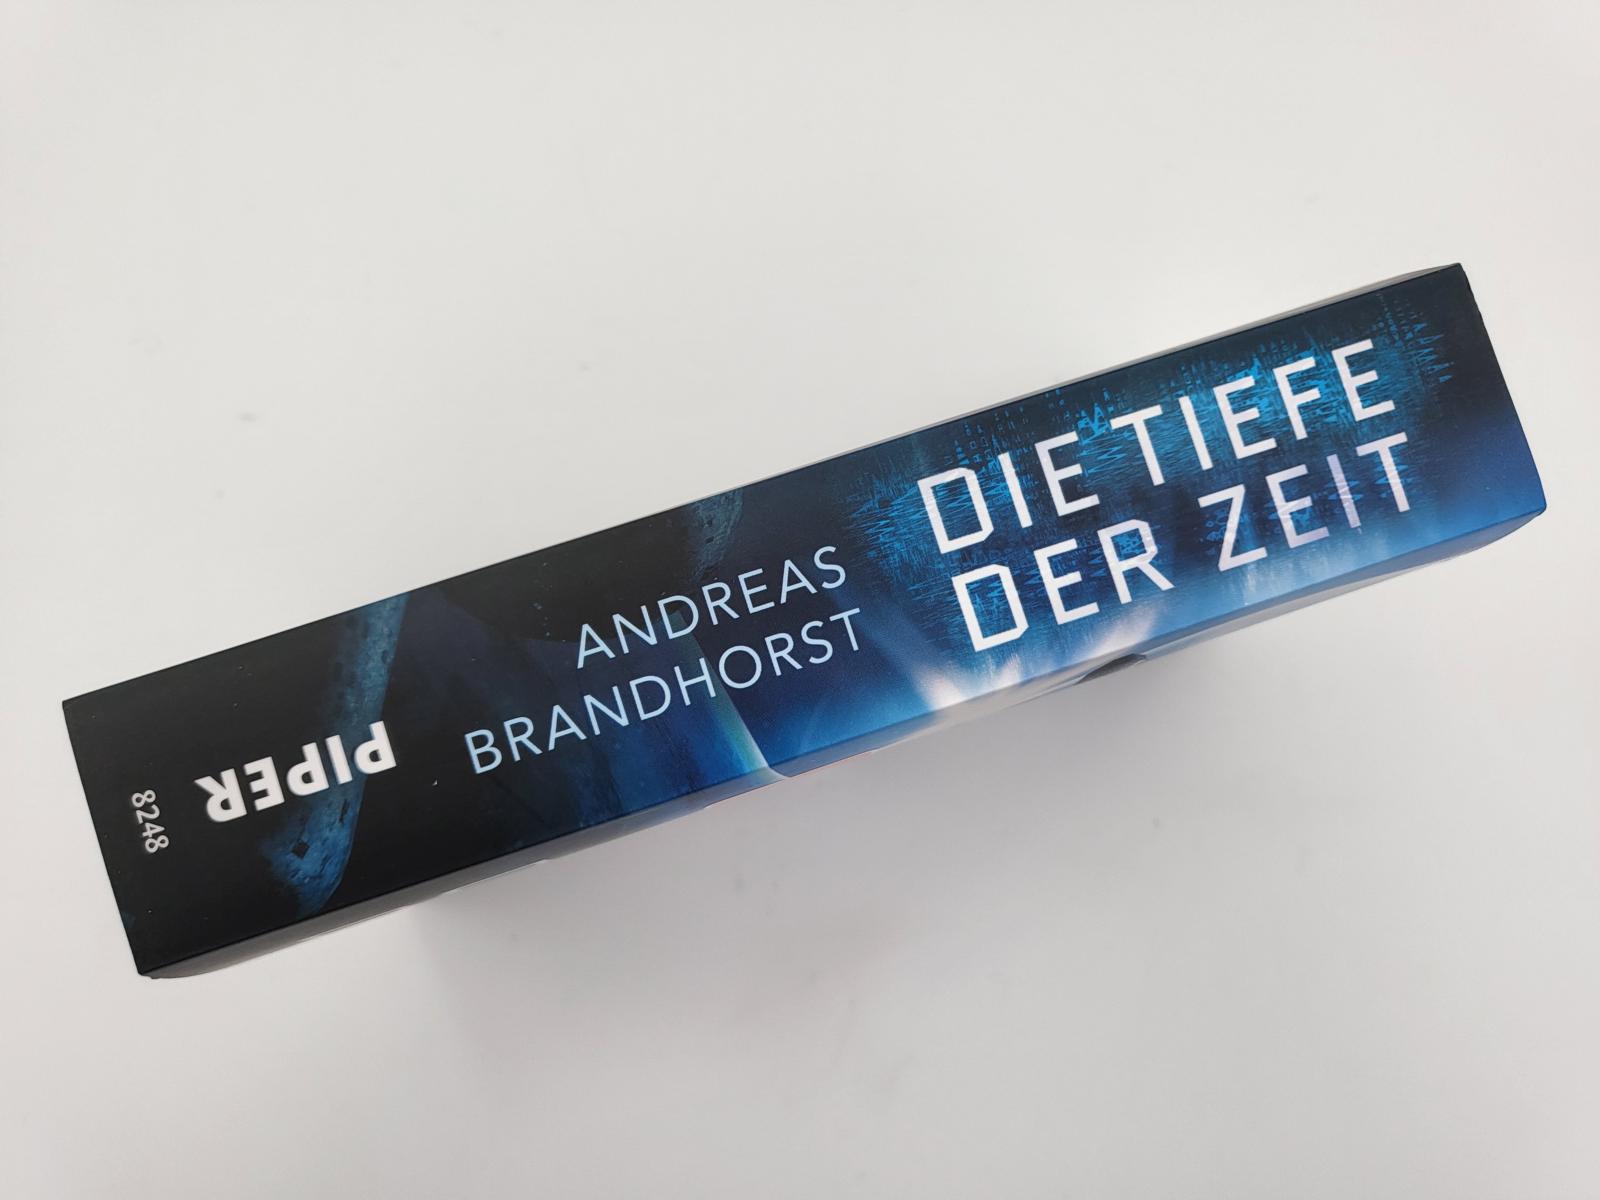 DIE TIEFE
DER ZEIT
ANDREAS
BRANDHORST
PIPER
8248